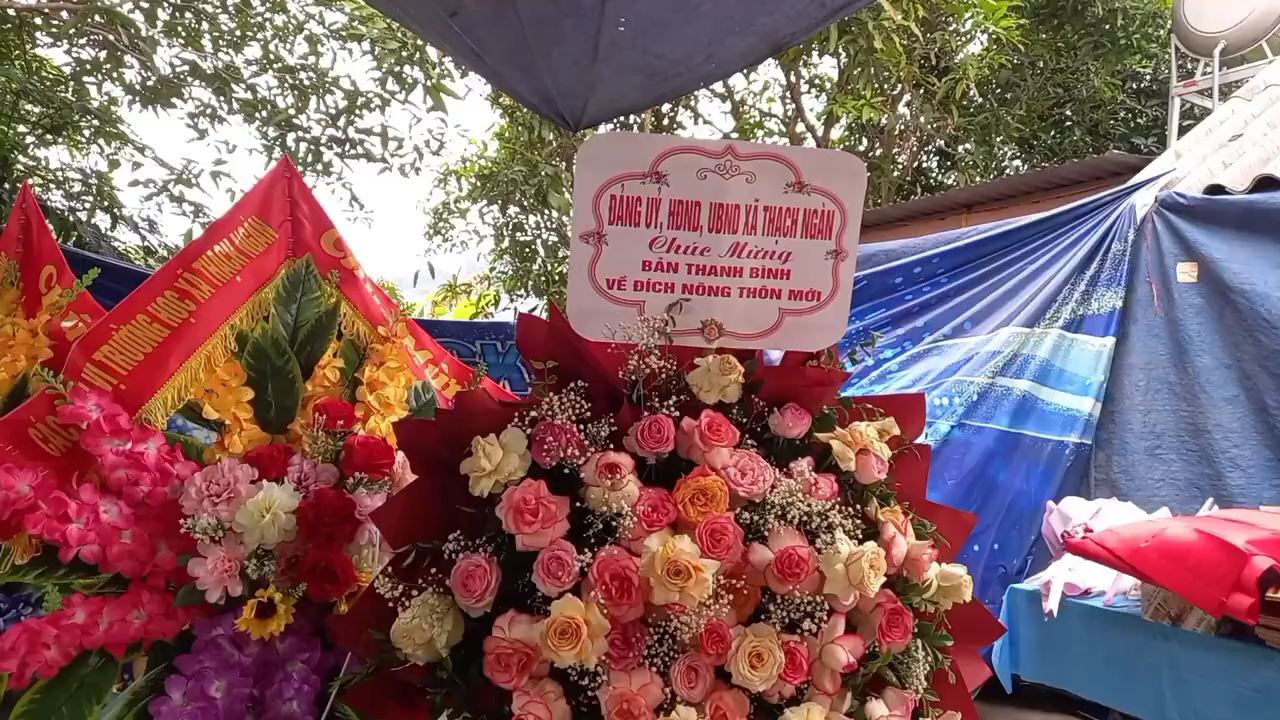 ĐẢNG UỶ, HĐND, UBND XÃ THẠCH NGÀN
Chúc Mừng
BẢN THANH BÌNH
VỀ ĐÍCH NÔNG THÔN MỚI
VỊ TRƯỜNG HỌC XÃ THẠCH NGÀN